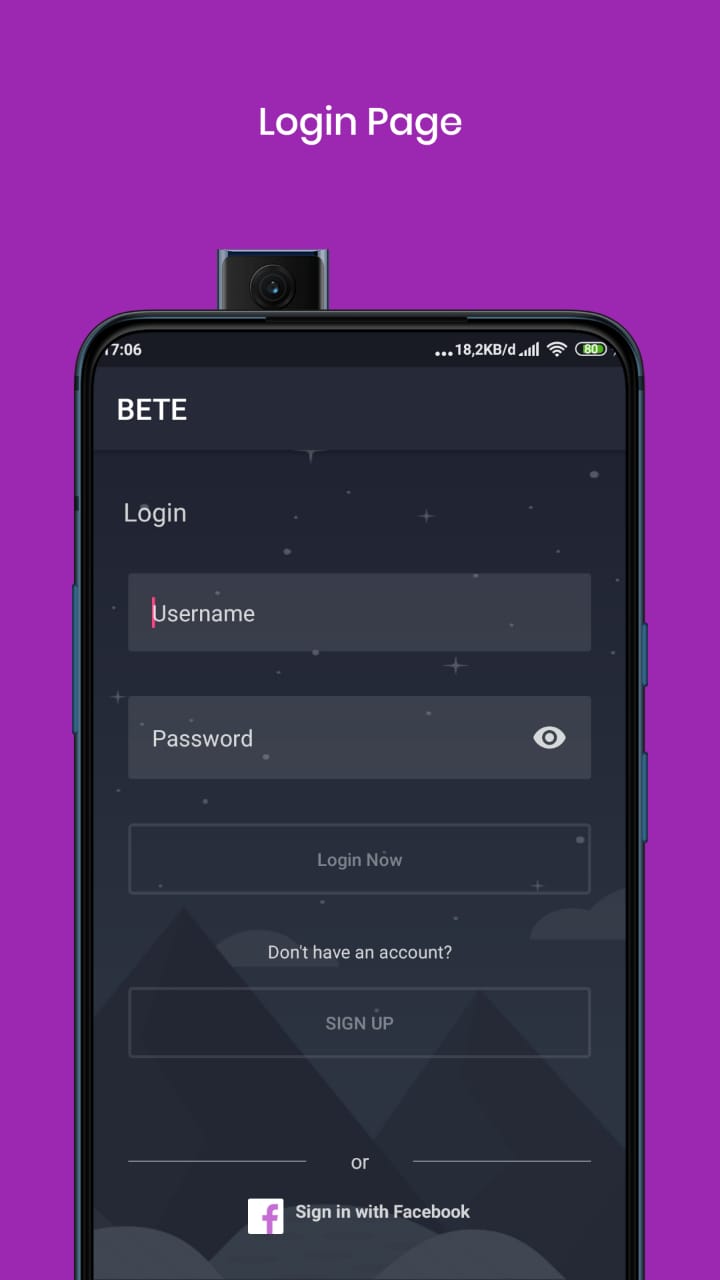 Login Page
17:06 ...18,2KB/d 80
BETE
Login
Username
Password
Login Now
Don't have an account?
SIGN UP
or
f Sign in with Facebook